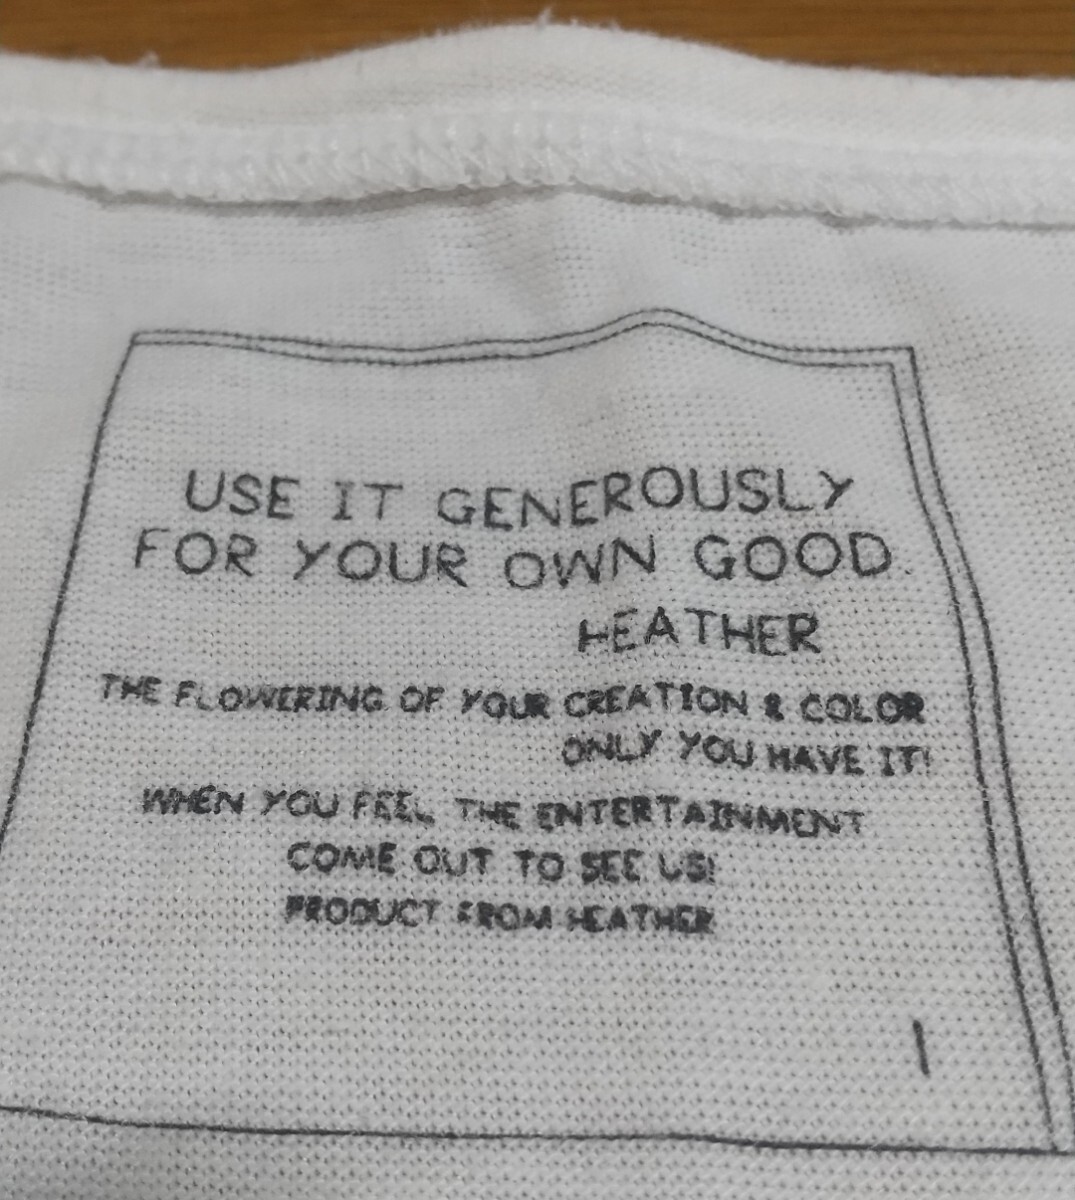 USE IT GENEROUSLY
FOR YOUR OWN GOOD.
HEATHER
THE FLOWERING OF YOUR CREATION & COLOR
ONLY YOU HAVE IT!
WHEN YOU FEEL THE ENTERTAINMENT
COME OUT TO SEE US!
PRODUCT FROM HEATHER